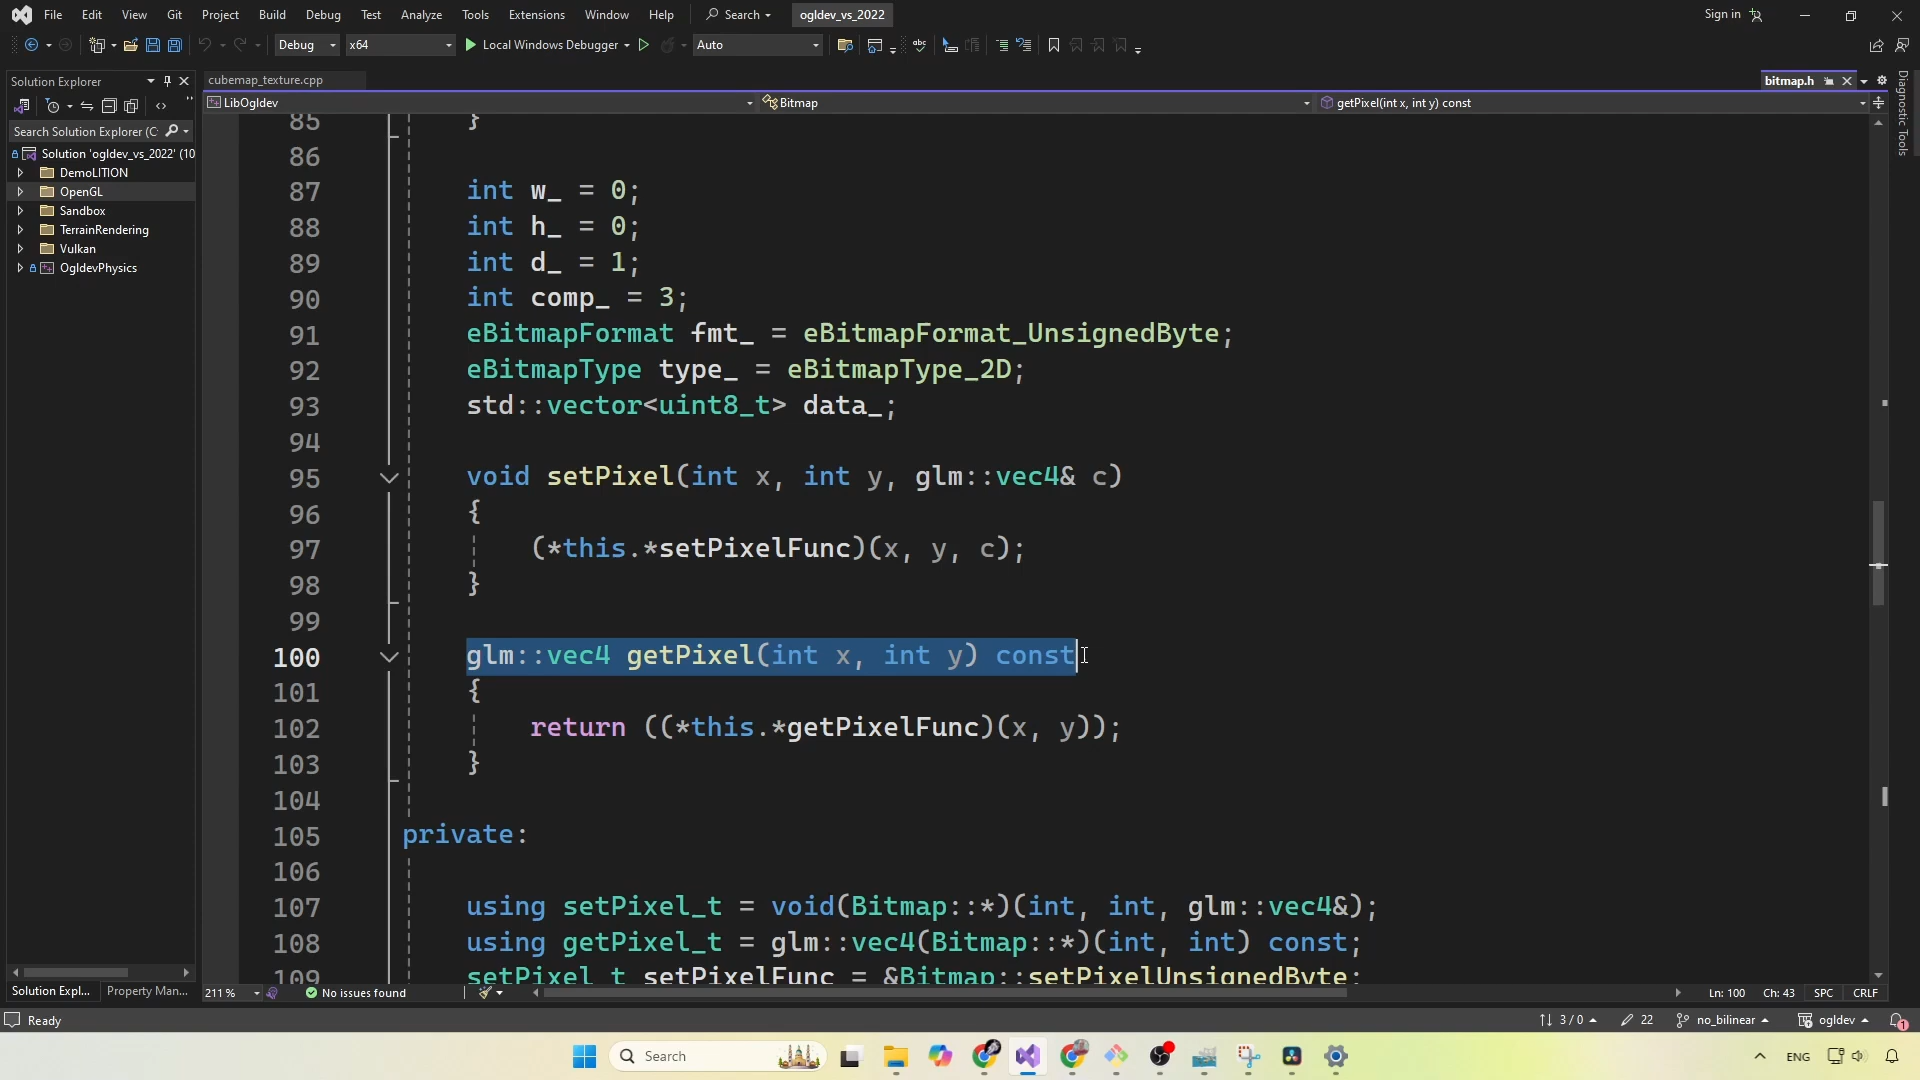 File Edit View Git Project Build Debug Test Analyze Tools Extensions Window Help Search ogldev_vs_2022 Sign in
Debug x64 Local Windows Debugger Auto
Solution Explorer
Search Solution Explorer (C
Solution 'ogldev_vs_2022' (10
DemoLITION
OpenGL
Sandbox
TerrainRendering
Vulkan
OgldevPhysics
Solution Expl... Property Man...
cubemap_texture.cpp bitmap.h
LibOgldev Bitmap getPixel(int x, int y) const
Diagnostic Tools
85 }
86
87 int w_ = 0;
88 int h_ = 0;
89 int d_ = 1;
90 int comp_ = 3;
91 eBitmapFormat fmt_ = eBitmapFormat_UnsignedByte;
92 eBitmapType type_ = eBitmapType_2D;
93 std::vector<uint8_t> data_;
94
95 void setPixel(int x, int y, glm::vec4& c)
96 {
97 (*this.*setPixelFunc)(x, y, c);
98 }
99
100 glm::vec4 getPixel(int x, int y) const
101 {
102 return ((*this.*getPixelFunc)(x, y));
103 }
104
105 private:
106
107 using setPixel_t = void(Bitmap::*)(int, int, glm::vec4&);
108 using getPixel_t = glm::vec4(Bitmap::*)(int, int) const;
109 setPixel_t setPixelFunc = &Bitmap::setPixelUnsignedByte;
211 % No issues found Ln: 100 Ch: 43 SPC CRLF
Ready 3 / 0 22 no_bilinear ogldev 1
Search ENG